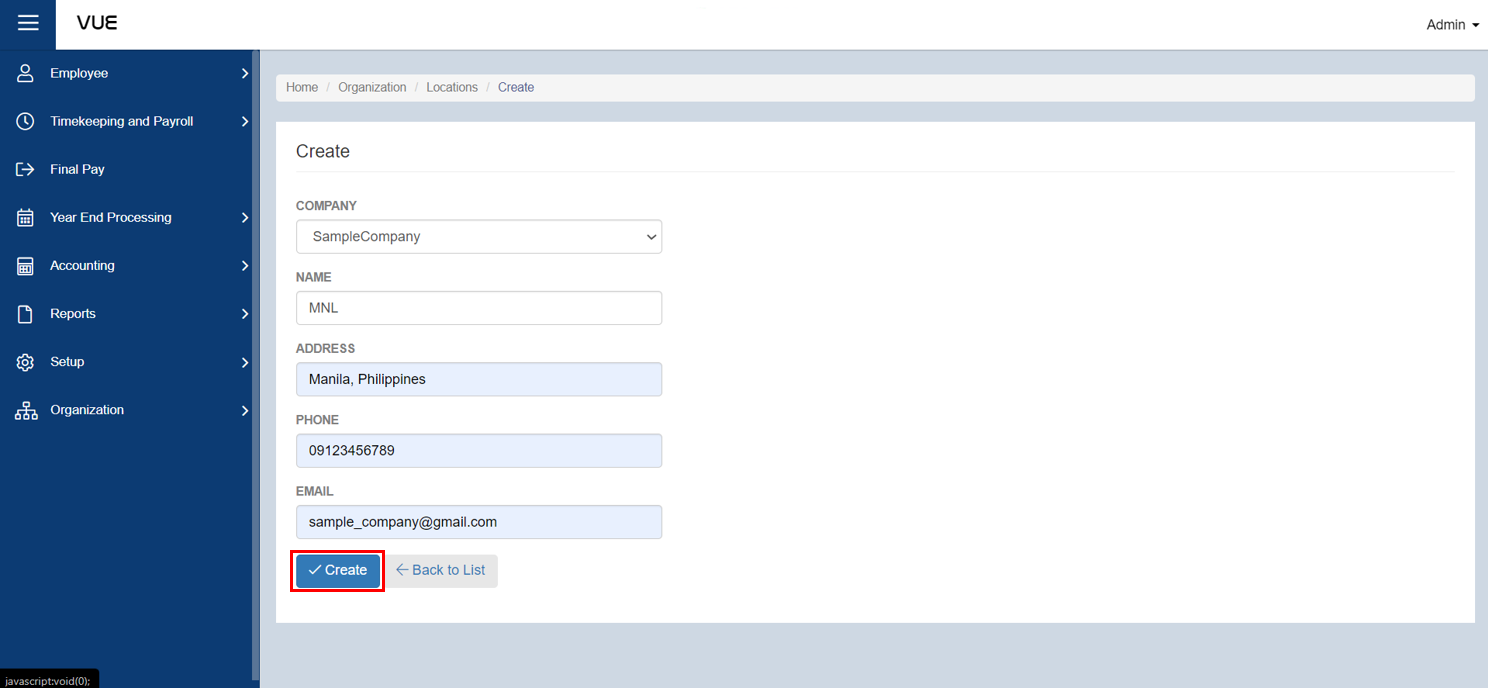 VUE
Admin
Employee
Timekeeping and Payroll
Final Pay
Year End Processing
Accounting
Reports
Setup
Organization
Home / Organization / Locations / Create
Create
COMPANY
SampleCompany
NAME
MNL
ADDRESS
Manila, Philippines
PHONE
09123456789
EMAIL
sample_company@gmail.com
Create
Back to List
javascript:void(0);